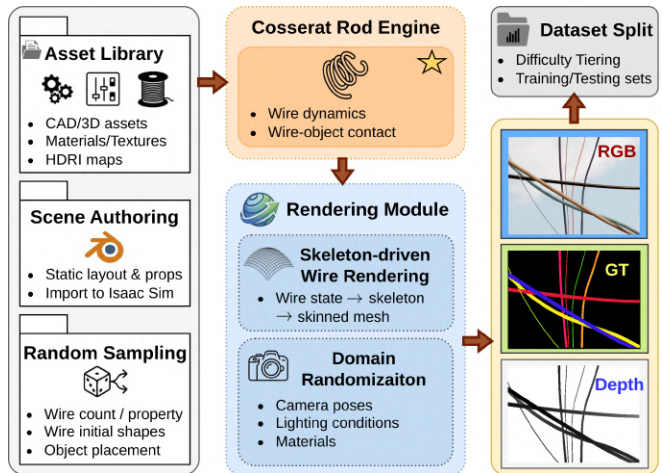 Asset Library
• CAD/3D assets
• Materials/Textures
• HDRI maps
Scene Authoring
• Static layout & props
• Import to Isaac Sim
Random Sampling
• Wire count / property
• Wire initial shapes
• Object placement
Cosserat Rod Engine
• Wire dynamics
• Wire-object contact
Rendering Module
Skeleton-driven
Wire Rendering
• Wire state → skeleton
→ skinned mesh
Domain
Randomizaiton
• Camera poses
• Lighting conditions
• Materials
Dataset Split
• Difficulty Tiering
• Training/Testing sets
RGB
GT
Depth